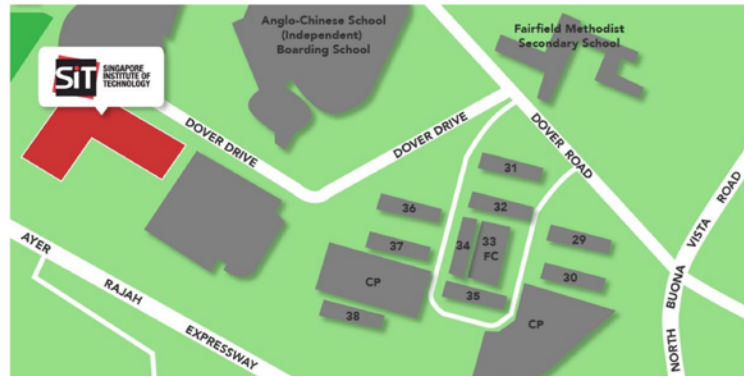 Anglo-Chinese School
(Independent)
Boarding School
Fairfield Methodist
Secondary School
SiT
SINGAPORE
INSTITUTE OF
TECHNOLOGY
DOVER DRIVE
DOVER DRIVE
DOVER ROAD
31
32
36
34
33
FC
37
29
30
35
CP
38
CP
AYER RAJAH EXPRESSWAY
NORTH BUONA VISTA ROAD